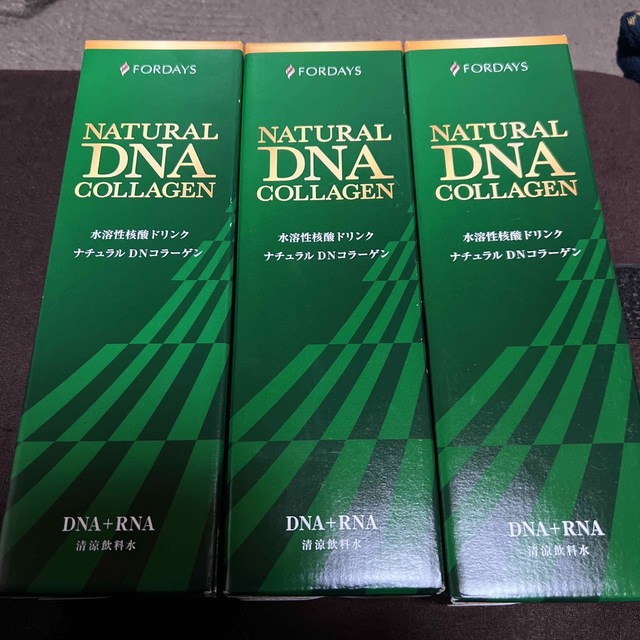 FORDAYS
NATURAL
DNA
COLLAGEN
水溶性核酸ドリンク
ナチュラル DNコラーゲン
DNA+RNA
清涼飲料水
FORDAYS
NATURAL
DNA
COLLAGEN
水溶性核酸ドリンク
ナチュラル DNコラーゲン
DNA+RNA
清涼飲料水
FORDAYS
NATURAL
DNA
COLLAGEN
水溶性核酸ドリンク
ナチュラル DNコラーゲン
DNA+RNA
清涼飲料水